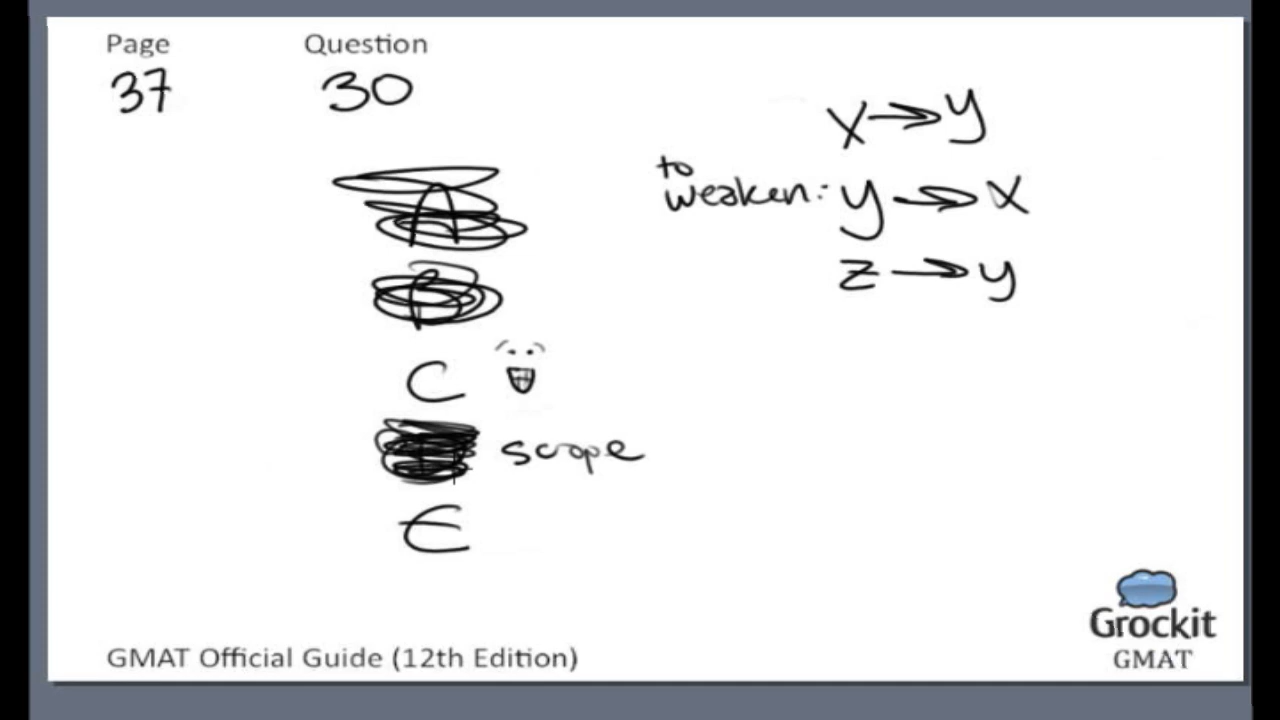 Page Question
37 30
X → y
to weaken: y → X
z → y
A
B
C
scope
E
Grockit
GMAT
GMAT Official Guide (12th Edition)